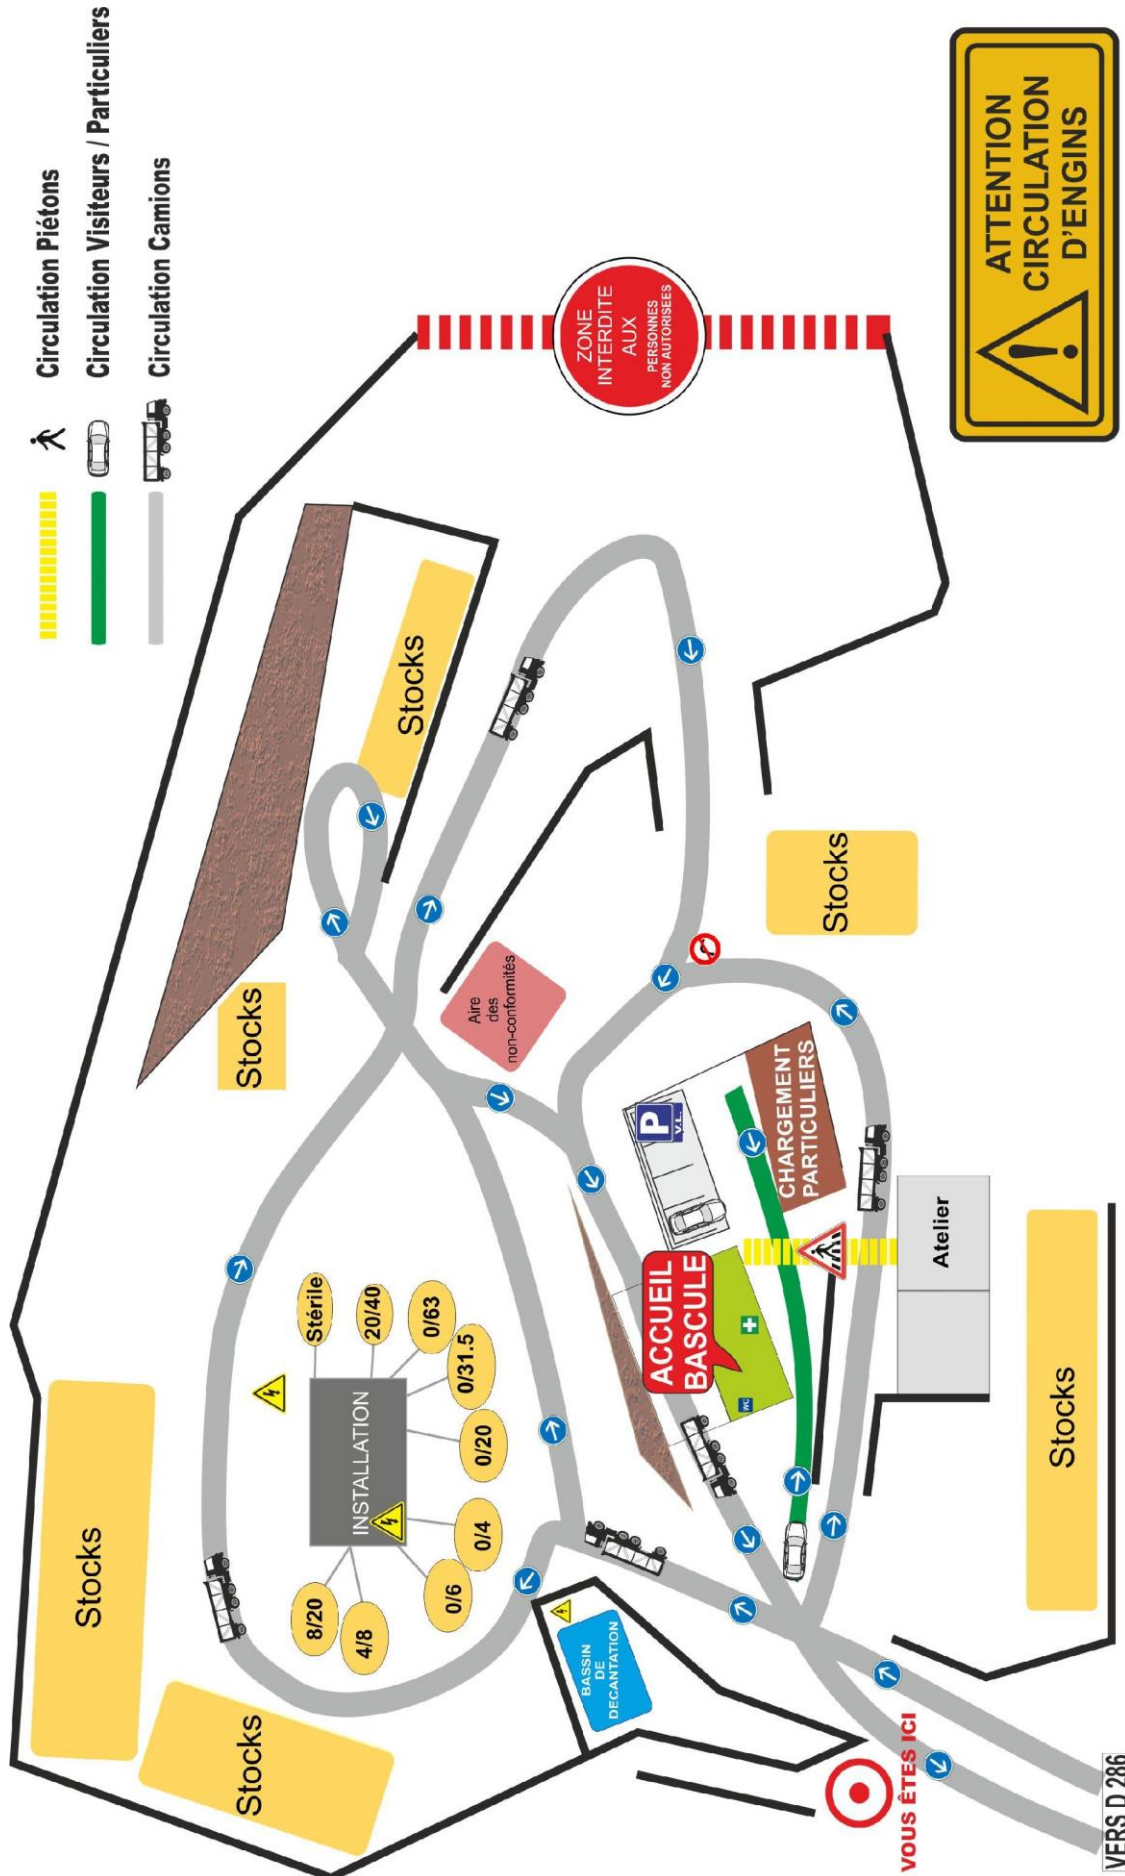 Circulation Piétons
Circulation Visiteurs / Particuliers
Circulation Camions
ATTENTION
CIRCULATION
D'ENGINS
ZONE
INTERDITE
AUX
PERSONNES
NON AUTORISEES
Stocks
Stocks
Stocks
Stocks
Stocks
Stocks
Aire
des
non-conformités
P
V.L.
CHARGEMENT
PARTICULIERS
Atelier
ACCUEIL
BASCULE
WC
INSTALLATION
Stérile
20/40
0/63
0/31.5
0/20
0/4
0/6
4/8
8/20
BASSIN
DE
DECANTATION
VOUS ÊTES ICI
VERS D 286